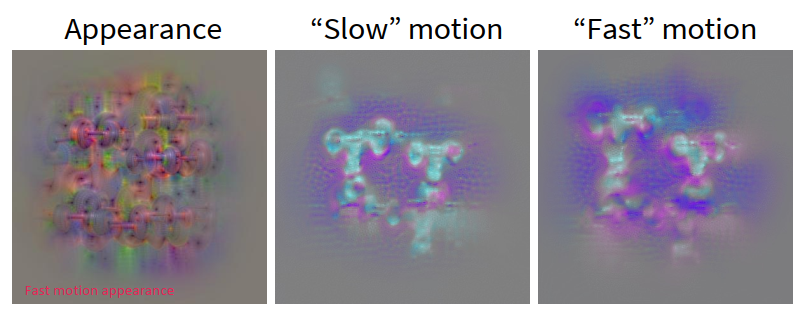 Appearance
“Slow” motion
“Fast” motion
Fast motion appearance